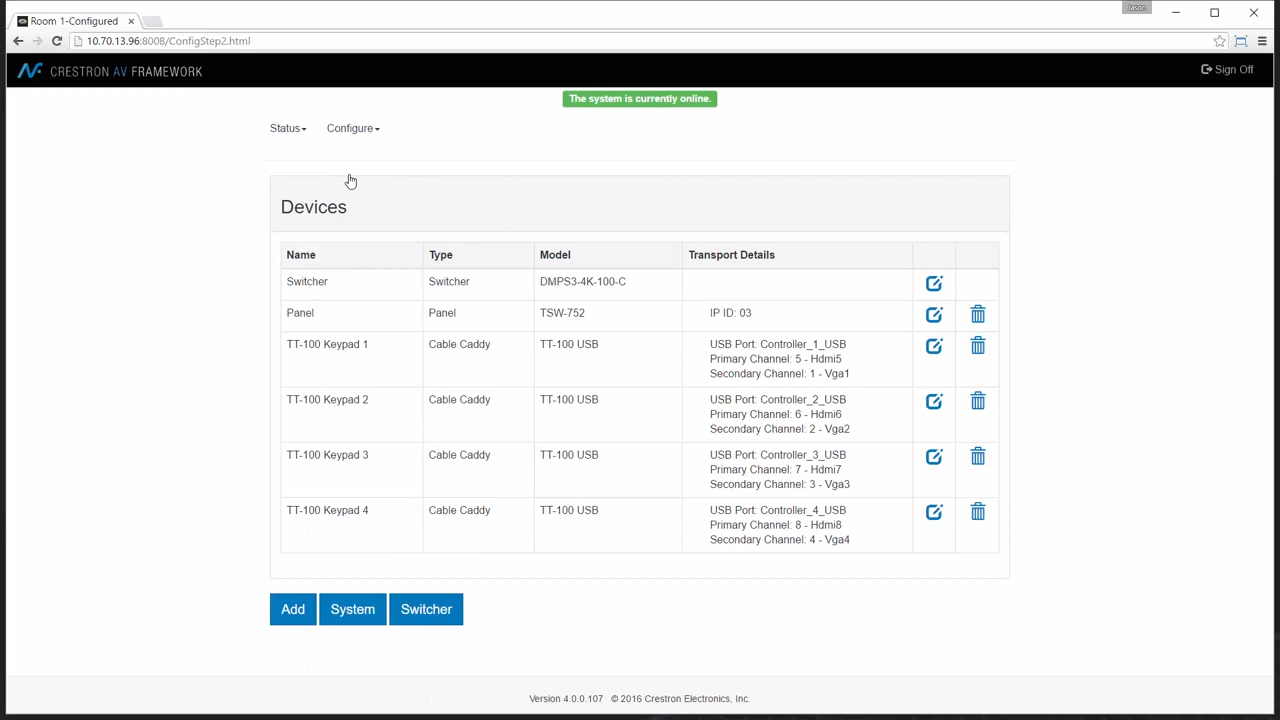 Jason
Room 1-Configured
10.70.13.96:8008/ConfigStep2.html
CRESTRON AV FRAMEWORK
Sign Off
The system is currently online.
Status
Configure
Devices
Name Type Model Transport Details
Switcher Switcher DMPS3-4K-100-C
Panel Panel TSW-752 IP ID: 03
TT-100 Keypad 1 Cable Caddy TT-100 USB USB Port: Controller_1_USB
Primary Channel: 5 - Hdmi5
Secondary Channel: 1 - Vga1
TT-100 Keypad 2 Cable Caddy TT-100 USB USB Port: Controller_2_USB
Primary Channel: 6 - Hdmi6
Secondary Channel: 2 - Vga2
TT-100 Keypad 3 Cable Caddy TT-100 USB USB Port: Controller_3_USB
Primary Channel: 7 - Hdmi7
Secondary Channel: 3 - Vga3
TT-100 Keypad 4 Cable Caddy TT-100 USB USB Port: Controller_4_USB
Primary Channel: 8 - Hdmi8
Secondary Channel: 4 - Vga4
Add System Switcher
Version 4.0.0.107 © 2016 Crestron Electronics, Inc.